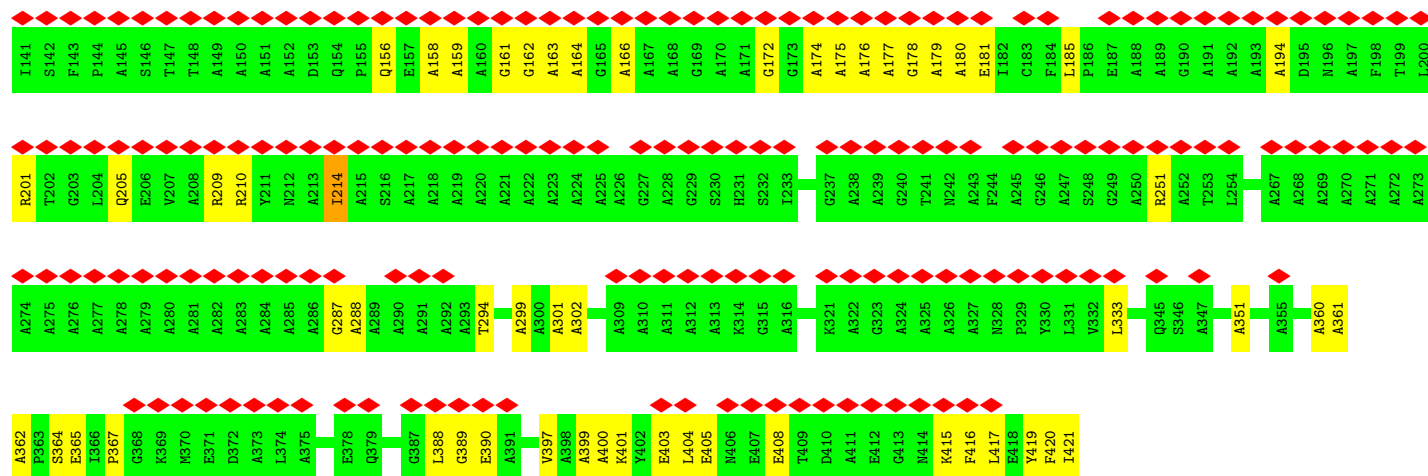 I141 S142 F143 P144 A145 S146 T147 T148 A149 A150 A151 A152 D153 Q154 P155 Q156 E157 A158 A159 A160 G161 G162 A163 A164 G165 A166 A167 A168 G169 A170 A171 G172 G173 A174 A175 A176 A177 G178 A179 A180 E181 I182 C183 F184 L185 P186 E187 A188 A189 G190 A191 A192 A193 A194 D195 N196 A197 F198 T199 L200
R201 T202 G203 L204 Q205 E206 V207 A208 R209 R210 Y211 N212 A213 I214 A215 S216 A217 A218 A219 A220 A221 A222 A223 A224 A225 A226 G227 A228 G229 S230 H231 S232 I233 G237 A238 A239 G240 T241 N242 A243 F244 A245 G246 A247 S248 G249 A250 R251 A252 T253 L254 A267 A268 A269 A270 A271 A272 A273
A274 A275 A276 A277 A278 A279 A280 A281 A282 A283 A284 A285 A286 G287 A288 A289 A290 A291 A292 A293 T294 A299 A300 A301 A302 A309 A310 A311 A312 A313 K314 G315 A316 K321 A322 G323 A324 A325 A326 A327 N328 P329 Y330 L331 V332 L333 Q345 S346 A347 A351 A355 A360 A361
A362 P363 S364 E365 I366 P367 G368 K369 M370 E371 D372 A373 L374 A375 E378 Q379 G387 L388 G389 E390 A391 V397 A398 A399 A400 K401 Y402 E403 L404 E405 N406 E407 E408 T409 D410 A411 E412 G413 N414 K415 F416 L417 E418 Y419 F420 I421